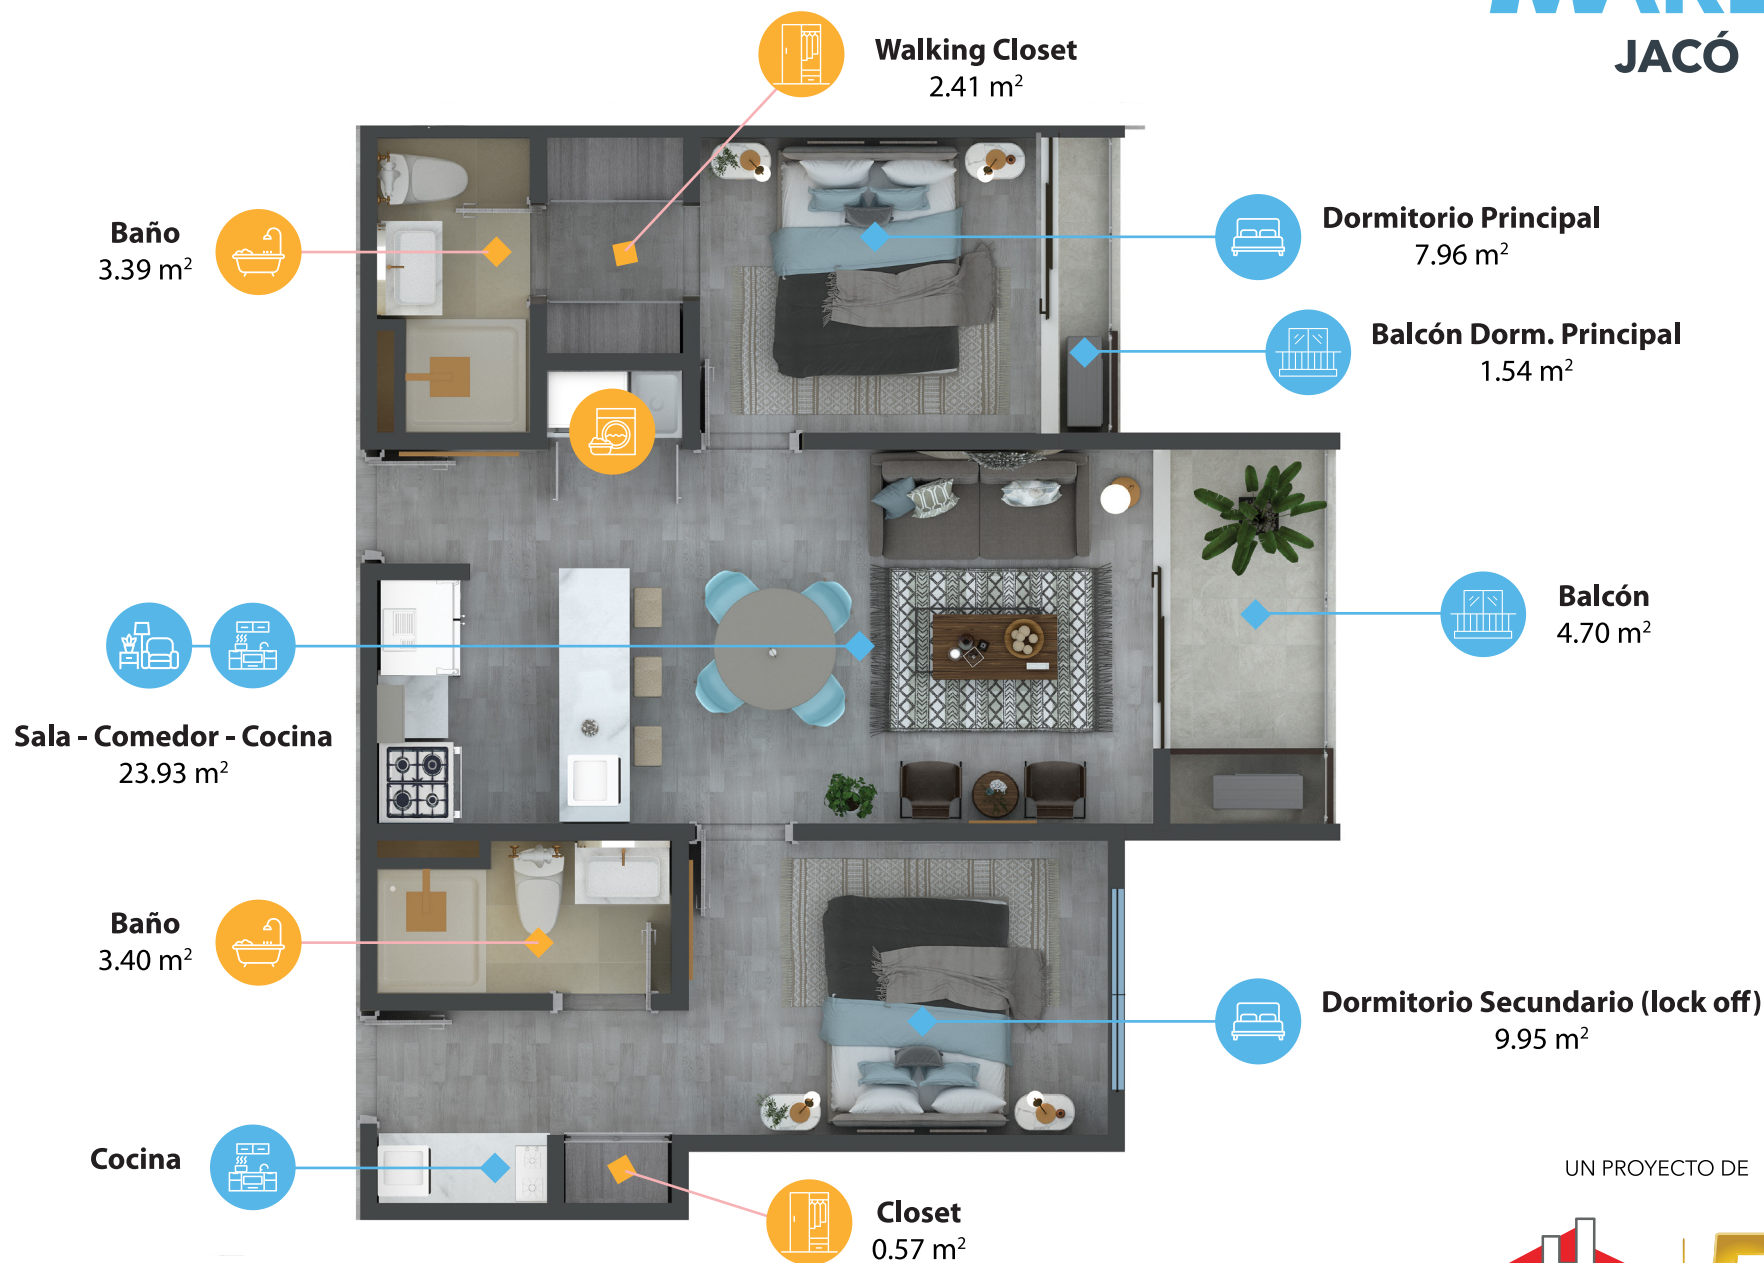 JACÓ
Walking Closet
2.41 m²
Baño
3.39 m²
Dormitorio Principal
7.96 m²
Balcón Dorm. Principal
1.54 m²
Balcón
4.70 m²
Sala - Comedor - Cocina
23.93 m²
Baño
3.40 m²
Dormitorio Secundario (lock off)
9.95 m²
Cocina
Closet
0.57 m²
UN PROYECTO DE